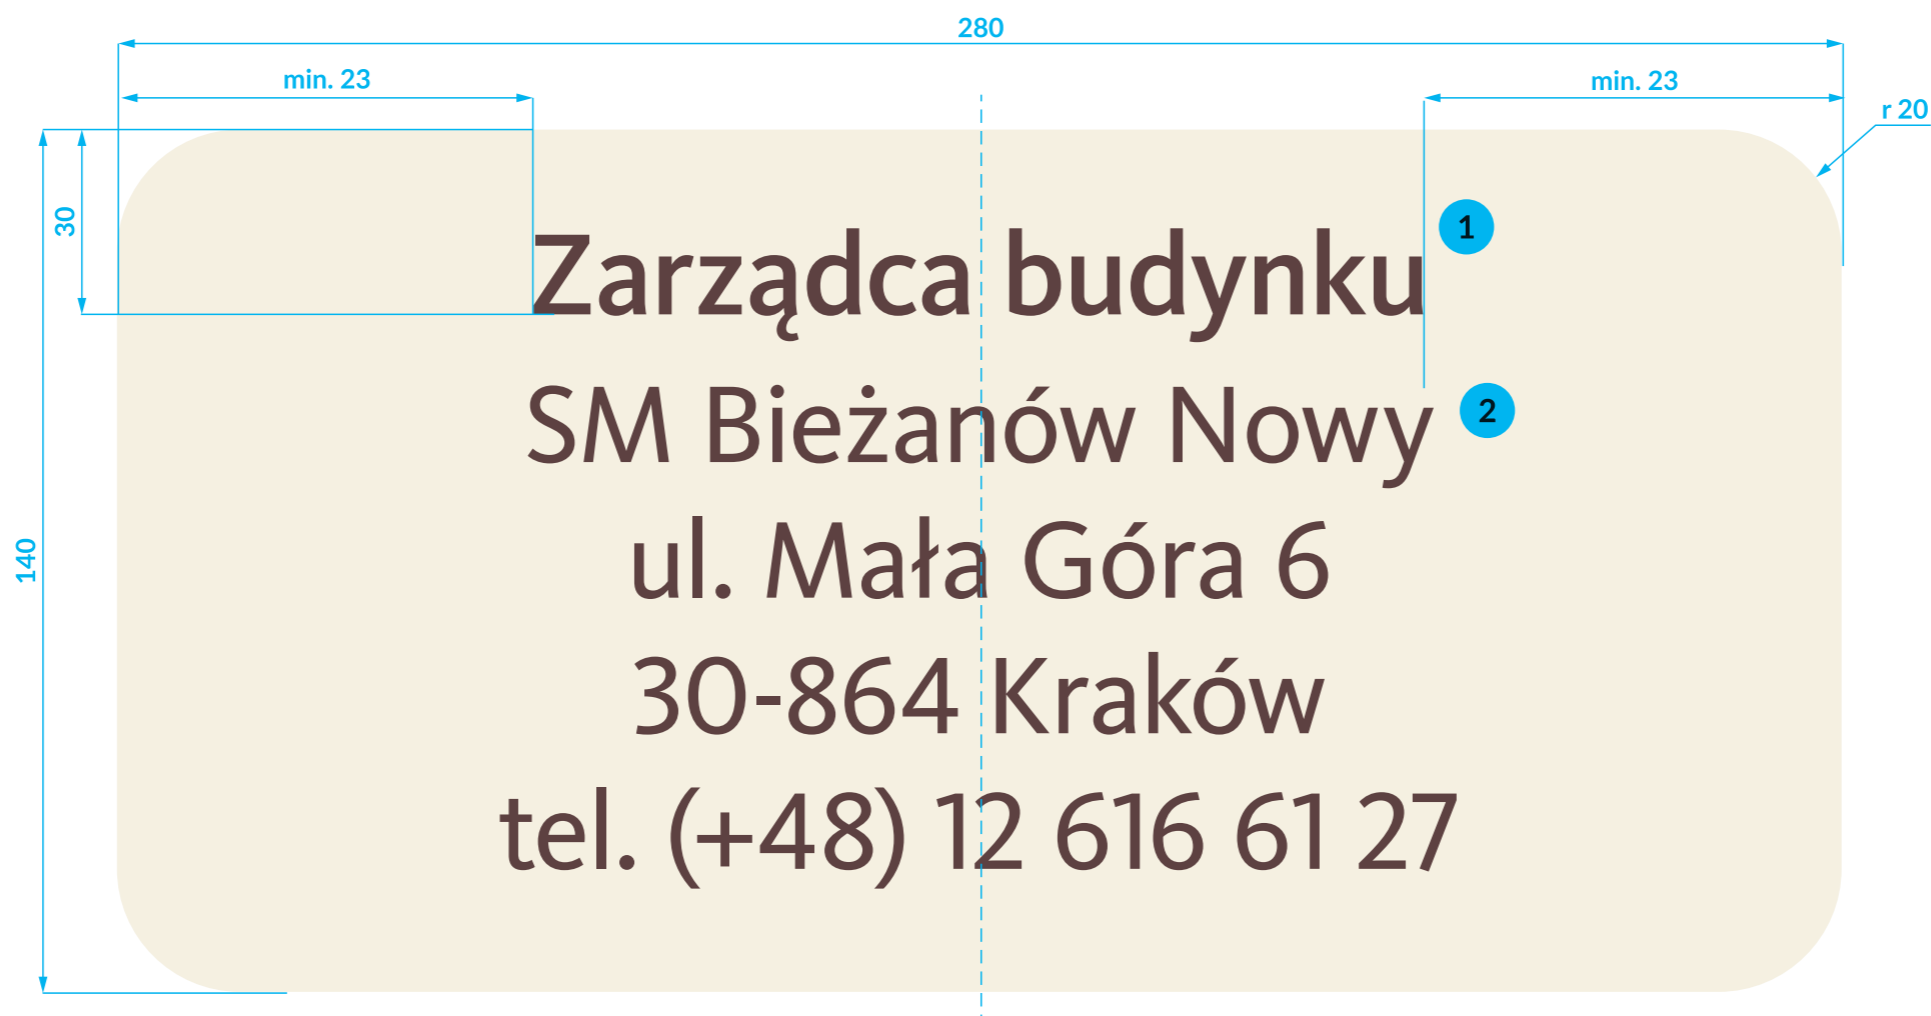 280
min. 23
min. 23
r 20
30
140
Zarządca budynku 1
SM Bieżanów Nowy 2
ul. Mała Góra 6
30-864 Kraków
tel. (+48) 12 616 61 27